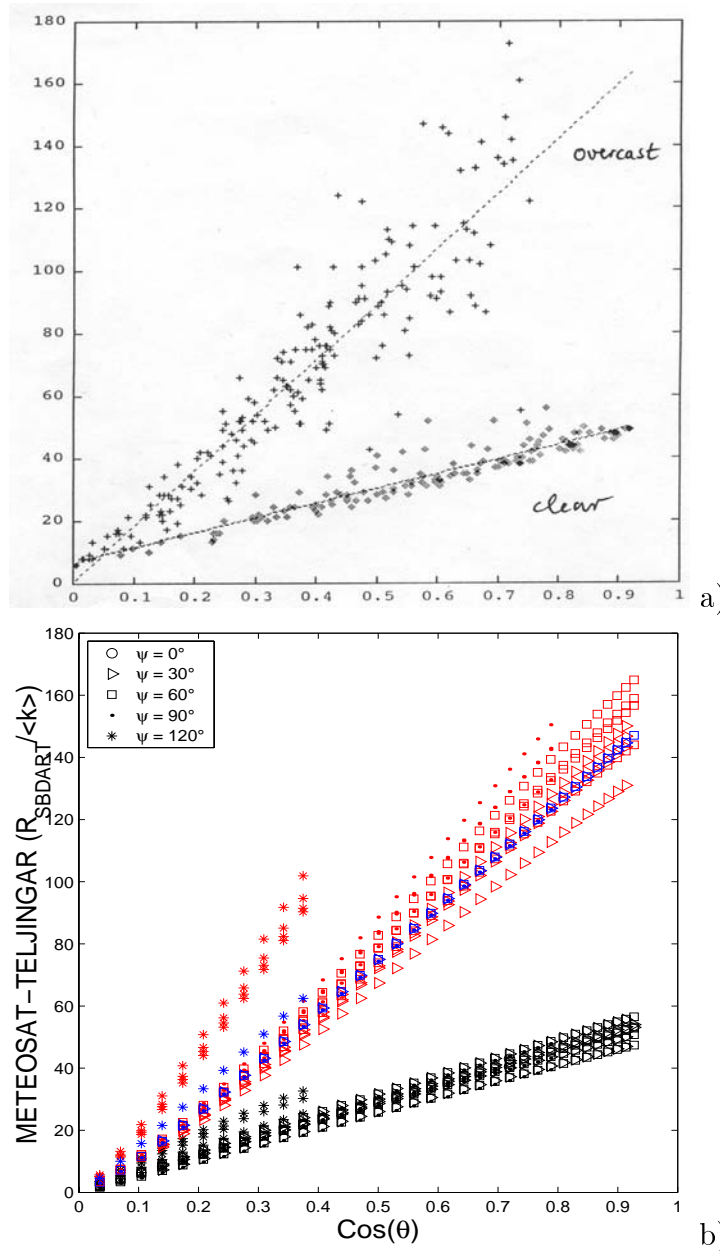 180
160
140
120
100
80
60
40
20
0
overcast
clear
0 0.1 0.2 0.3 0.4 0.5 0.6 0.7 0.8 0.9 1
a)
180
160
140
120
100
80
60
40
20
0
METEOSAT-TELJINGAR (R_SBDART/<k>)
ψ = 0°
ψ = 30°
ψ = 60°
ψ = 90°
ψ = 120°
0 0.1 0.2 0.3 0.4 0.5 0.6 0.7 0.8 0.9 1
Cos(θ)
b)